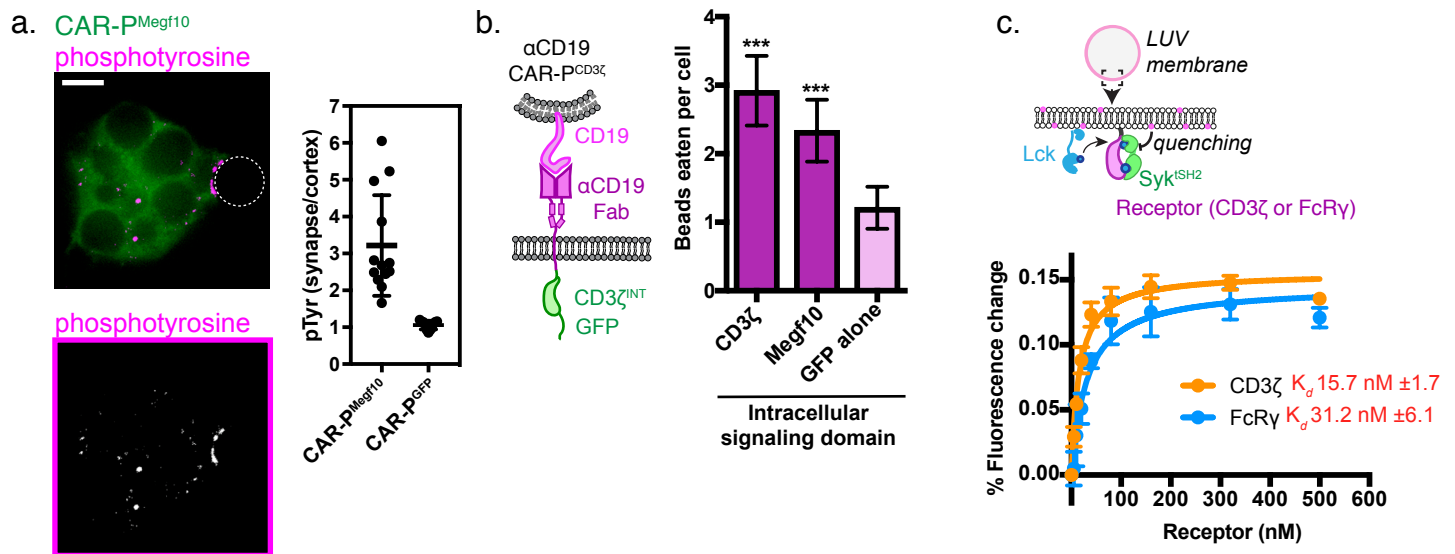 a.
CAR-P^Megf10
phosphotyrosine
phosphotyrosine
pTyr (synapse/cortex)
7
6
5
4
3
2
1
0
CAR-P^Megf10
CAR-P^GFP
b.
αCD19
CAR-P^CD3ζ
CD19
αCD19
Fab
CD3ζ^INT
GFP
Beads eaten per cell
4
3
2
1
0
***
***
CD3ζ
Megf10
GFP alone
Intracellular
signaling domain
c.
LUV
membrane
Lck
quenching
Syk^tSH2
Receptor (CD3ζ or FcRγ)
% Fluorescence change
0.15
0.10
0.05
0.00
CD3ζ K_d 15.7 nM ±1.7
FcRγ K_d 31.2 nM ±6.1
100 200 300 400 500 600
Receptor (nM)